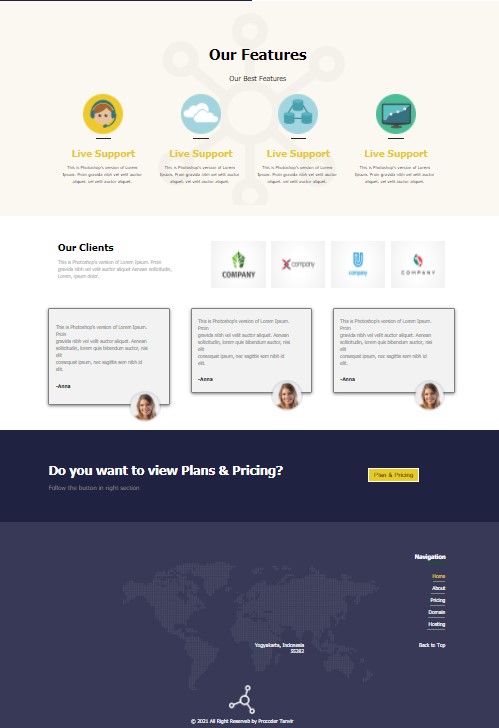 Our Features
Our Best Features
Live Support
This is Photoshop's version of Lorem
Ipsum. Proin gravida nibh vel velit auctor
aliquet. vel velit auctor aliquet.
Live Support
This is Photoshop's version of Lorem
Ipsum. Proin gravida nibh vel velit auctor
aliquet. vel velit auctor aliquet.
Live Support
This is Photoshop's version of Lorem
Ipsum. Proin gravida nibh vel velit auctor
aliquet. vel velit auctor aliquet.
Live Support
This is Photoshop's version of Lorem
Ipsum. Proin gravida nibh vel velit auctor
aliquet. vel velit auctor aliquet.
Our Clients
This is Photoshop's version of Lorem Ipsum. Proin
gravida nibh vel velit auctor aliquet Aenean sollicitudin,
Lorem, ipsum dolor..
COMPANY
company
company
COMPANY
This is Photoshop's version of Lorem Ipsum.
Proin
gravida nibh vel velit auctor aliquet. Aenean
sollicitudin, lorem quis bibendum auctor, nisi
elit
consequat ipsum, nec sagittis sem nibh id
elit.
-Anna
This is Photoshop's version of Lorem Ipsum.
Proin
gravida nibh vel velit auctor aliquet. Aenean
sollicitudin, lorem quis bibendum auctor, nisi
elit
consequat ipsum, nec sagittis sem nibh id
elit.
-Anna
This is Photoshop's version of Lorem Ipsum.
Proin
gravida nibh vel velit auctor aliquet. Aenean
sollicitudin, lorem quis bibendum auctor, nisi
elit
consequat ipsum, nec sagittis sem nibh id
elit.
-Anna
Do you want to view Plans & Pricing?
Follow the button in right section
Plan & Pricing
Navigation
Home
About
Pricing
Domain
Hosting
Yogyakarta, Indonesia
55283
Back to Top
© 2021 All Right Reserveb by Procoder Tanvir